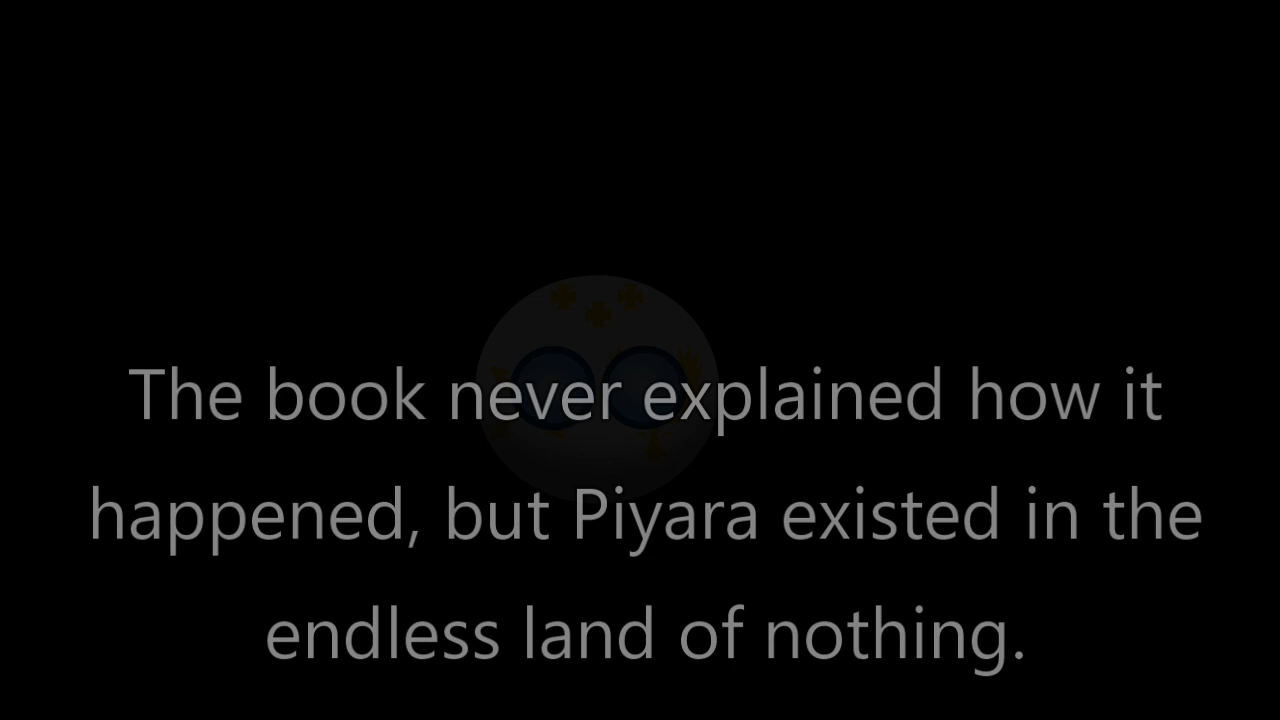 The book never explained how it
happened, but Piyara existed in the
endless land of nothing.